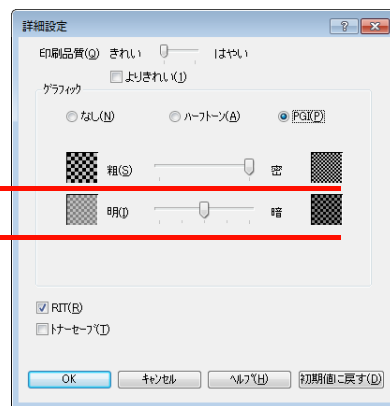 詳細設定
印刷品質(Q) きれい はやい
よりきれい(1)
グラフィック
なし(N) ハーフトーン(A) PGI(P)
粗(S) 密
明(I) 暗
RIT(R)
トナーセーブ(T)
OK キャンセル ヘルプ(H) 初期値に戻す(D)